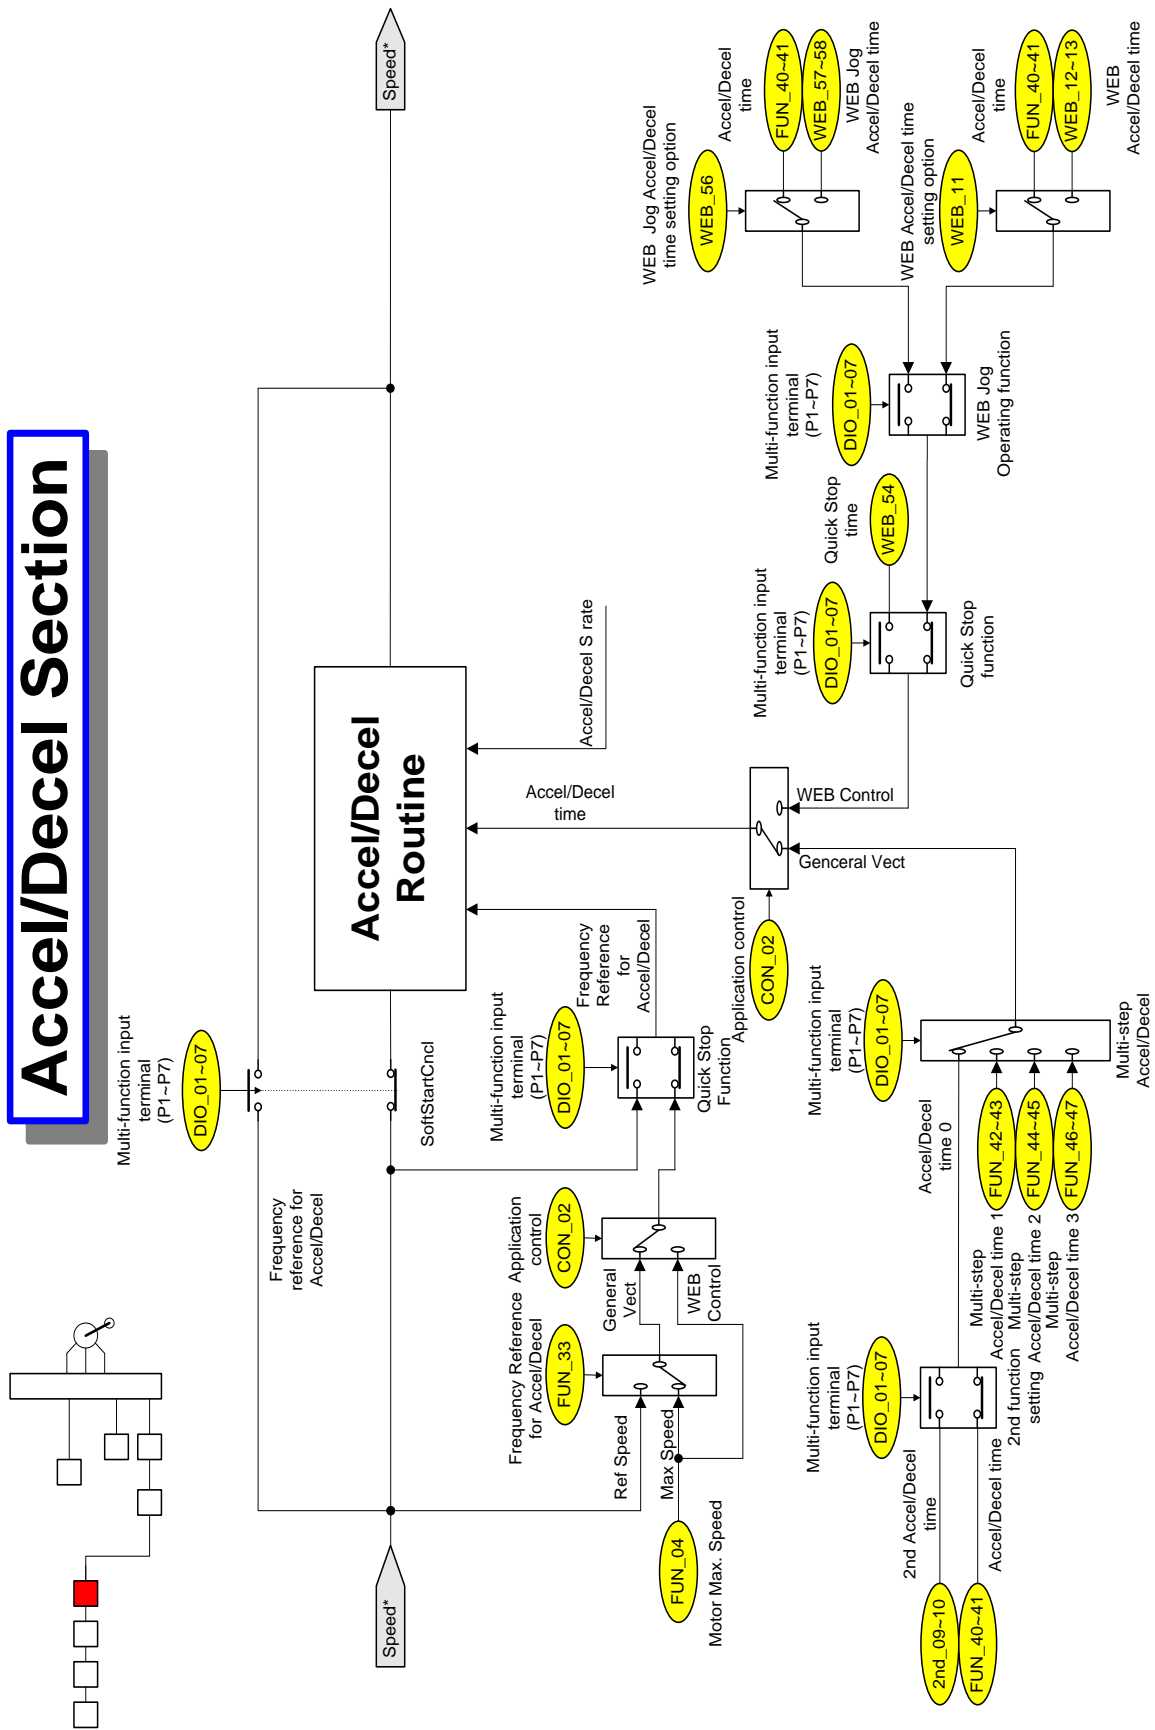 Accel/Decel Section
Multi-function input
terminal
(P1~P7)
DIO_01~07
Frequency
reference for
Accel/Decel
SoftStartCncl
Speed*
Speed*
Accel/Decel
Routine
Frequency Reference
for Accel/Decel
FUN_33
Application
control
CON_02
Multi-function input
terminal
(P1~P7)
DIO_01~07
Frequency
Reference
for
Accel/Decel
Accel/Decel
time
Accel/Decel S rate
Ref Speed
Max Speed
General
Vect
WEB
Control
Quick Stop
Function
FUN_04
Motor Max. Speed
Application control
CON_02
WEB Control
Genceral Vect
Multi-function input
terminal
(P1~P7)
DIO_01~07
Quick Stop
time
WEB_54
Quick Stop
function
Multi-function input
terminal
(P1~P7)
DIO_01~07
WEB Jog
Operating function
WEB  Jog Accel/Decel
time setting option
WEB_56
Accel/Decel
time
FUN_40~41
WEB_57~58
WEB Jog
Accel/Decel time
WEB Accel/Decel time
setting option
WEB_11
Accel/Decel
time
FUN_40~41
WEB_12~13
WEB
Accel/Decel time
Multi-function input
terminal
(P1~P7)
DIO_01~07
2nd Accel/Decel
time
2nd_09~10
FUN_40~41
Accel/Decel time
2nd function
setting
Multi-function input
terminal
(P1~P7)
DIO_01~07
Accel/Decel
time 0
Multi-step
Accel/Decel time 1
FUN_42~43
Multi-step
Accel/Decel time 2
FUN_44~45
Multi-step
Accel/Decel time 3
FUN_46~47
Multi-step
Accel/Decel